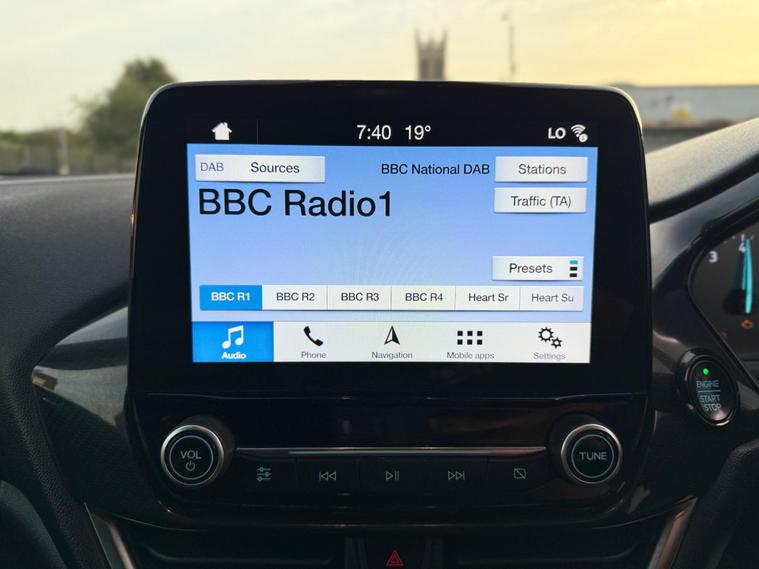 7:40 19° LO
DAB Sources BBC National DAB Stations
BBC Radio1
Traffic (TA)
Presets
BBC R1 BBC R2 BBC R3 BBC R4 Heart Sr Heart Su
Audio Phone Navigation Mobile apps Settings
3 4
ENGINE
START
STOP
VOL
TUNE